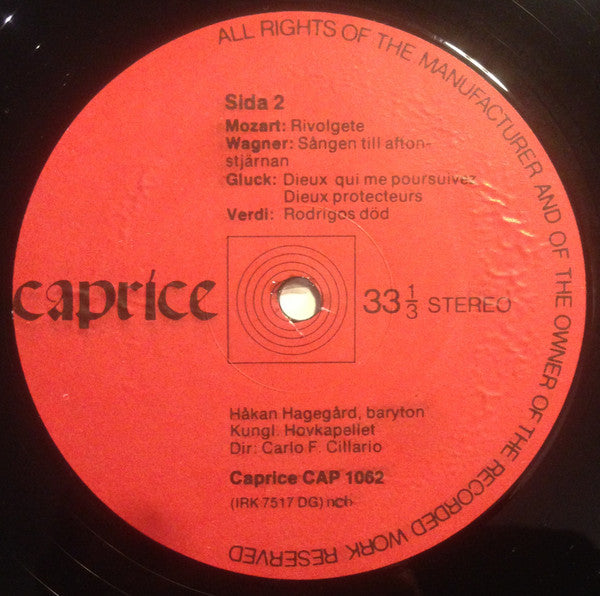 ALL RIGHTS OF THE MANUFACTURER AND OF THE OWNER OF THE RECORDED WORK RESERVED
Sida 2
Mozart: Rivolgete
Wagner: Sången till afton-
stjärnan
Gluck: Dieux qui me poursuivez
Dieux protecteurs
Verdi: Rodrigos död
caprice
33 1/3 STEREO
Håkan Hagegård, baryton
Kungl. Hovkapellet
Dir: Carlo F. Cillario
Caprice CAP 1062
(IRK 7517 DG) ncb